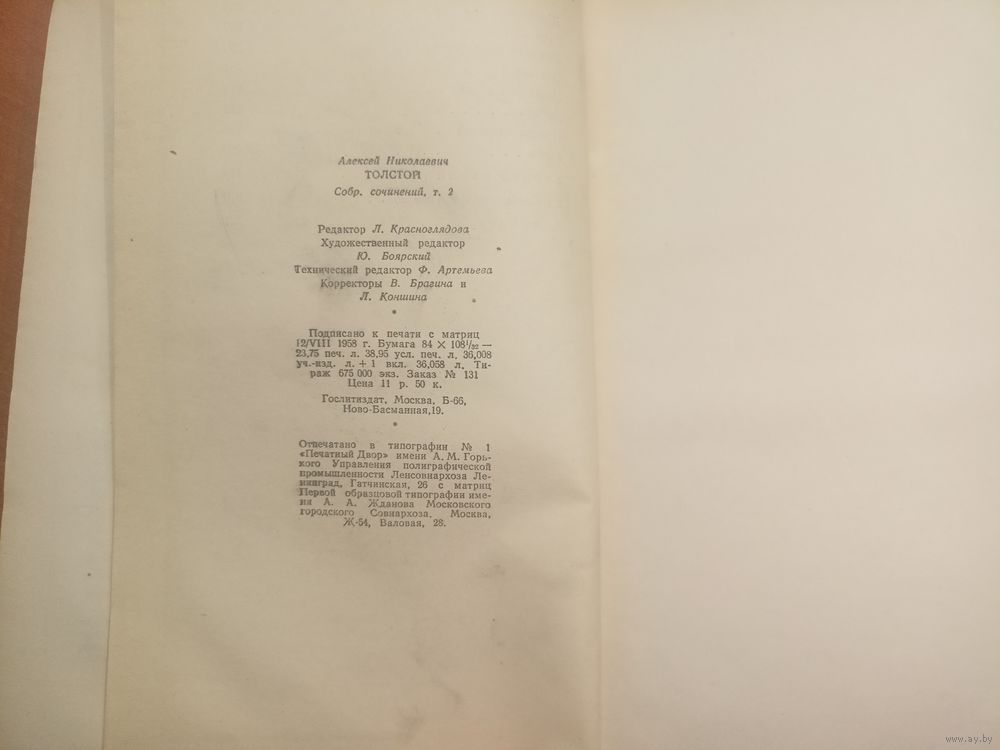 Алексей Николаевич
ТОЛСТОЙ
Собр. сочинений, т. 2
Редактор Л. Красноглядова
Художественный редактор
Ю. Боярский
Технический редактор Ф. Артемьева
Корректоры В. Брагина и
Л. Коншина
*
Подписано к печати с матриц
12/VIII 1958 г. Бумага 84 × 108¹/₃₂ —
23,75 печ. л. 38,95 усл. печ. л. 36,008
уч.-изд. л. + 1 вкл. 36,058 л. Ти-
раж 675 000 экз. Заказ № 131
Цена 11 р. 50 к.
Гослитиздат, Москва, Б-66,
Ново-Басманная, 19.
*
Отпечатано в типографии № 1
«Печатный Двор» имени А. М. Горь-
кого Управления полиграфической
промышленности Ленсовнархоза Ле-
нинград, Гатчинская, 26 с матриц
Первой образцовой типографии име-
ни А. А. Жданова Московского
городского Совнархоза. Москва,
Ж-54, Валовая, 28.
www.ay.by